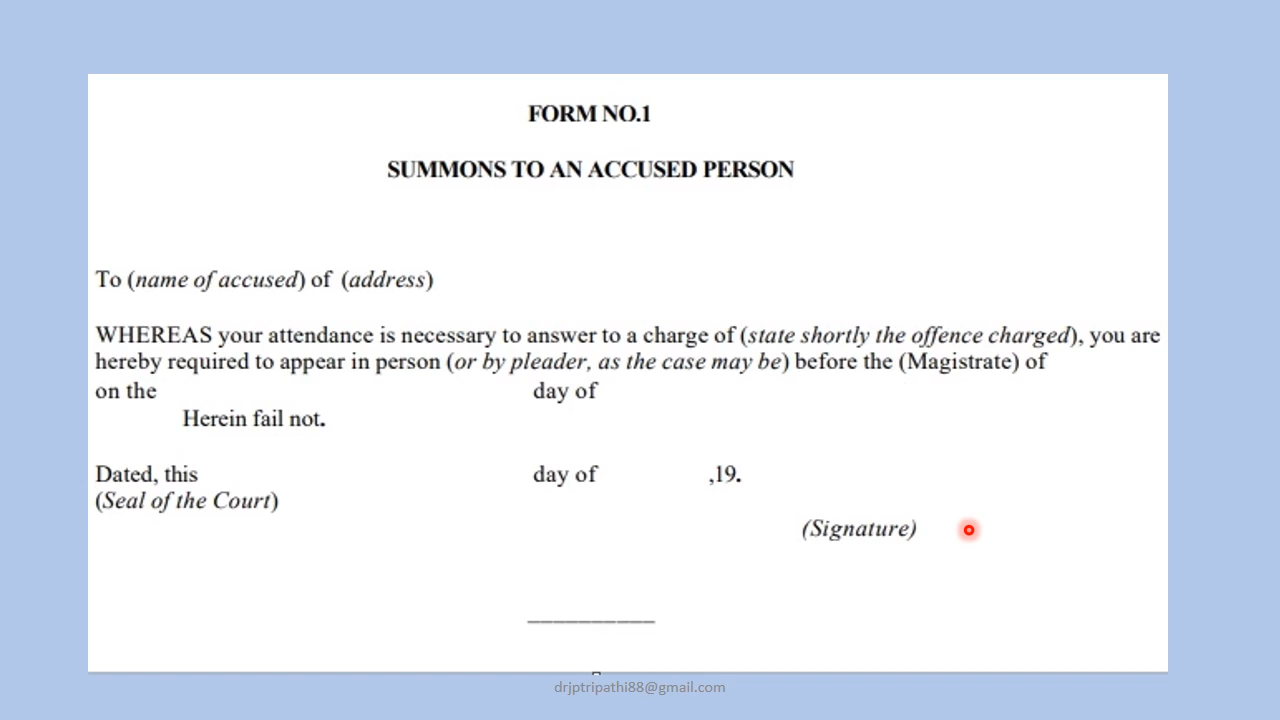 FORM NO.1
SUMMONS TO AN ACCUSED PERSON
To (name of accused) of (address)
WHEREAS your attendance is necessary to answer to a charge of (state shortly the offence charged), you are
hereby required to appear in person (or by pleader, as the case may be) before the (Magistrate) of
on the day of
Herein fail not.
Dated, this day of ,19.
(Seal of the Court)
(Signature)
__________
drjptripathi88@gmail.com